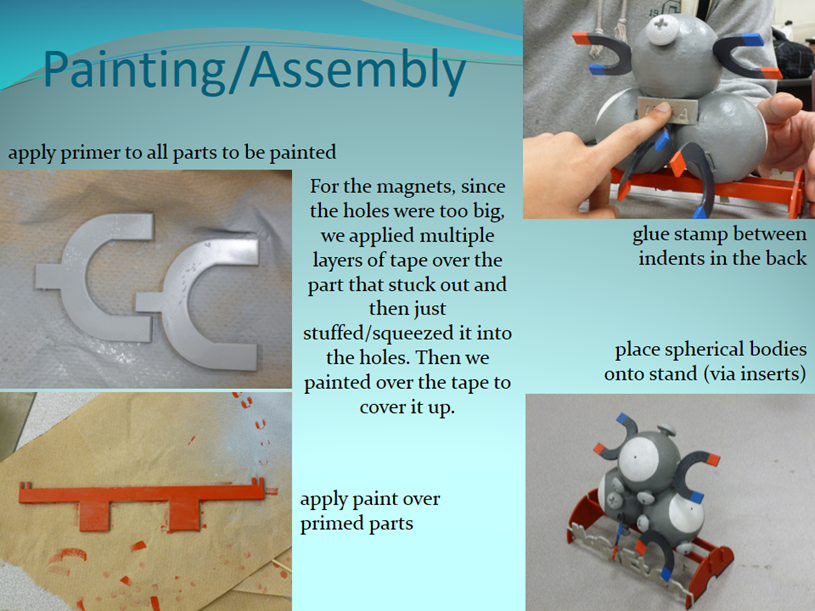 Painting/Assembly
apply primer to all parts to be painted
For the magnets, since
the holes were too big,
we applied multiple
layers of tape over the
part that stuck out and
then just
stuffed/squeezed it into
the holes. Then we
painted over the tape to
cover it up.
apply paint over
primed parts
glue stamp between
indents in the back
place spherical bodies
onto stand (via inserts)